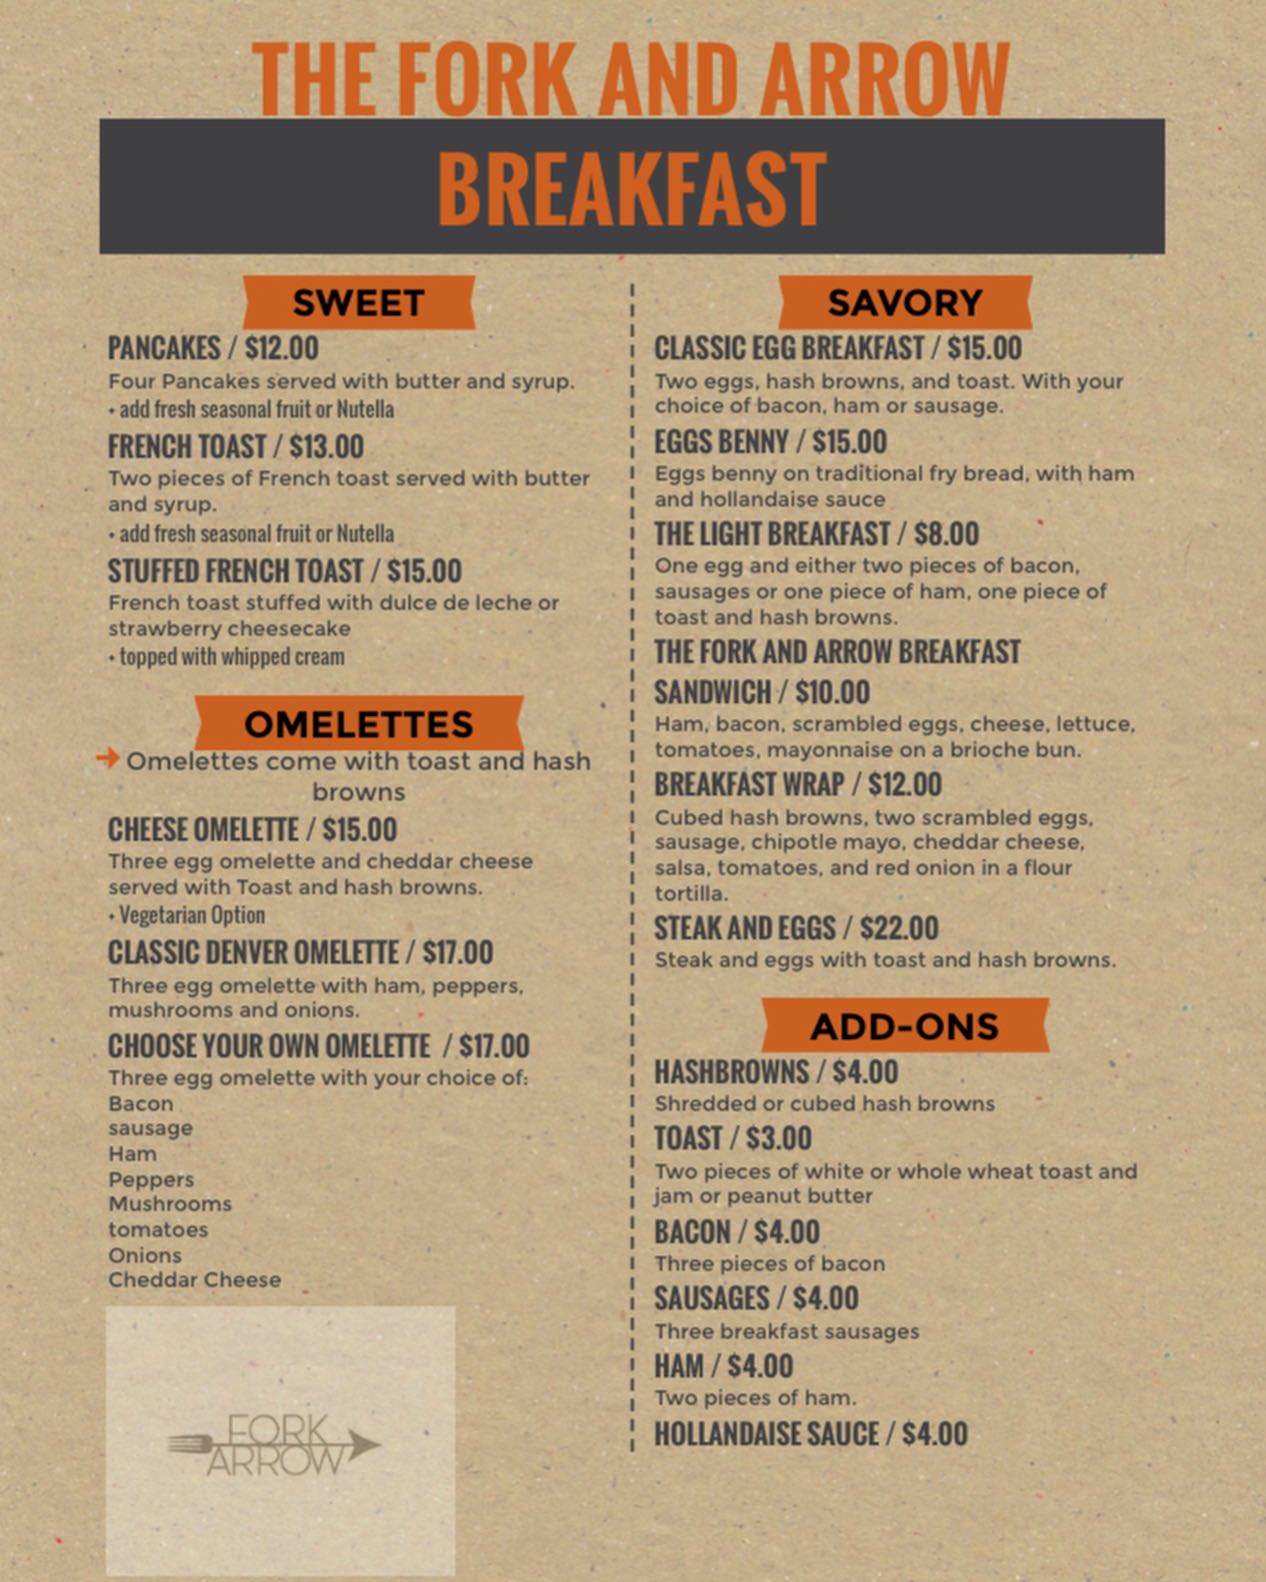 THE FORK AND ARROW
BREAKFAST
SWEET
PANCAKES / $12.00
Four Pancakes served with butter and syrup.
• add fresh seasonal fruit or Nutella
FRENCH TOAST / $13.00
Two pieces of French toast served with butter
and syrup.
• add fresh seasonal fruit or Nutella
STUFFED FRENCH TOAST / $15.00
French toast stuffed with dulce de leche or
strawberry cheesecake
• topped with whipped cream
OMELETTES
Omelettes come with toast and hash
browns
CHEESE OMELETTE / $15.00
Three egg omelette and cheddar cheese
served with Toast and hash browns.
• Vegetarian Option
CLASSIC DENVER OMELETTE / $17.00
Three egg omelette with ham, peppers,
mushrooms and onions.
CHOOSE YOUR OWN OMELETTE / $17.00
Three egg omelette with your choice of:
Bacon
sausage
Ham
Peppers
Mushrooms
tomatoes
Onions
Cheddar Cheese
FORK
ARROW
SAVORY
CLASSIC EGG BREAKFAST / $15.00
Two eggs, hash browns, and toast. With your
choice of bacon, ham or sausage.
EGGS BENNY / $15.00
Eggs benny on traditional fry bread, with ham
and hollandaise sauce
THE LIGHT BREAKFAST / $8.00
One egg and either two pieces of bacon,
sausages or one piece of ham, one piece of
toast and hash browns.
THE FORK AND ARROW BREAKFAST
SANDWICH / $10.00
Ham, bacon, scrambled eggs, cheese, lettuce,
tomatoes, mayonnaise on a brioche bun.
BREAKFAST WRAP / $12.00
Cubed hash browns, two scrambled eggs,
sausage, chipotle mayo, cheddar cheese,
salsa, tomatoes, and red onion in a flour
tortilla.
STEAK AND EGGS / $22.00
Steak and eggs with toast and hash browns.
ADD-ONS
HASHBROWNS / $4.00
Shredded or cubed hash browns
TOAST / $3.00
Two pieces of white or whole wheat toast and
jam or peanut butter
BACON / $4.00
Three pieces of bacon
SAUSAGES / $4.00
Three breakfast sausages
HAM / $4.00
Two pieces of ham.
HOLLANDAISE SAUCE / $4.00